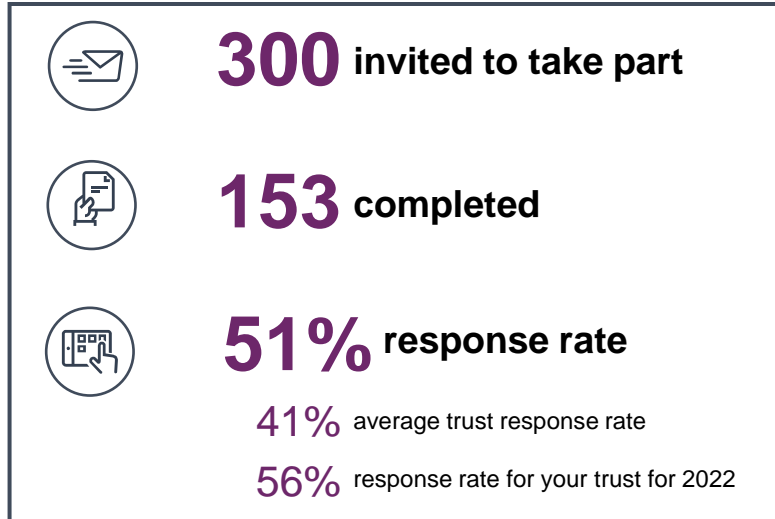 300 invited to take part
153 completed
51% response rate
41% average trust response rate
56% response rate for your trust for 2022